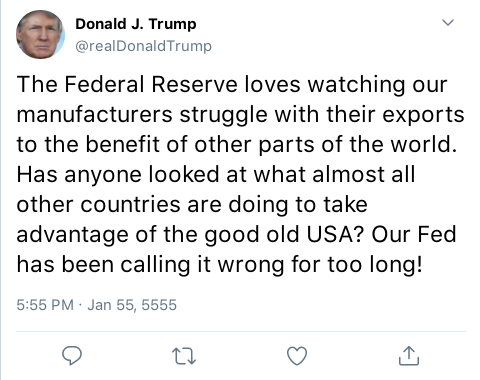 Donald J. Trump
@realDonaldTrump
The Federal Reserve loves watching our
manufacturers struggle with their exports
to the benefit of other parts of the world.
Has anyone looked at what almost all
other countries are doing to take
advantage of the good old USA? Our Fed
has been calling it wrong for too long!
5:55 PM · Jan 55, 5555